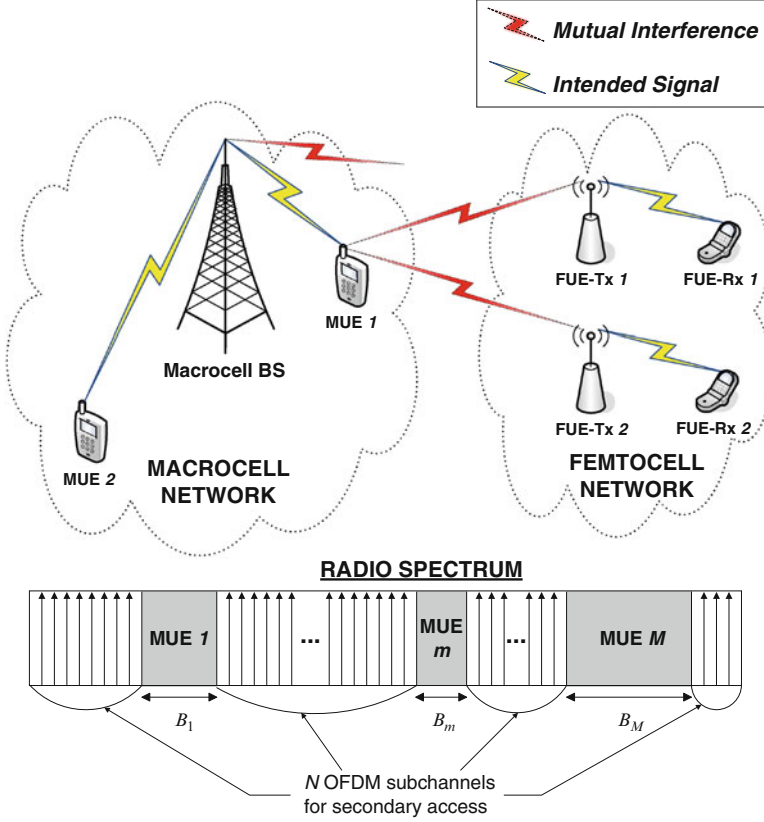 Mutual Interference
Intended Signal
FUE-Tx 1
FUE-Rx 1
MUE 1
Macrocell BS
FUE-Tx 2
FUE-Rx 2
MUE 2
MACROCELL
NETWORK
FEMTOCELL
NETWORK
RADIO SPECTRUM
MUE 1
...
MUE
m
...
MUE M
B1
Bm
BM
N OFDM subchannels
for secondary access